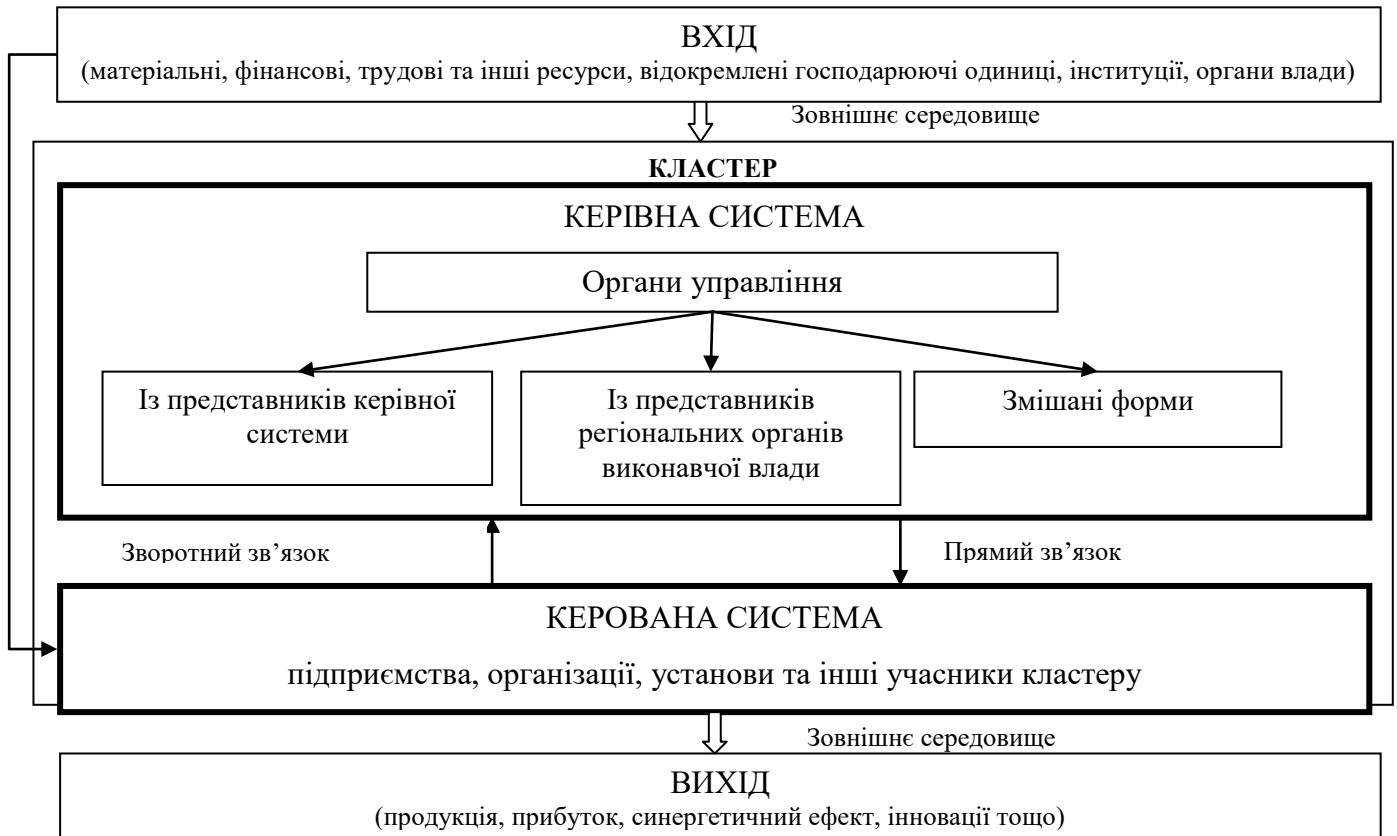 ВХІД
(матеріальні, фінансові, трудові та інші ресурси, відокремлені господарюючі одиниці, інституції, органи влади)
Зовнішнє середовище
КЛАСТЕР
КЕРІВНА СИСТЕМА
Органи управління
Із представників керівної
системи
Із представників
регіональних органів
виконавчої влади
Змішані форми
Зворотний зв’язок
Прямий зв’язок
КЕРОВАНА СИСТЕМА
підприємства, організації, установи та інші учасники кластеру
Зовнішнє середовище
ВИХІД
(продукція, прибуток, синергетичний ефект, інновації тощо)